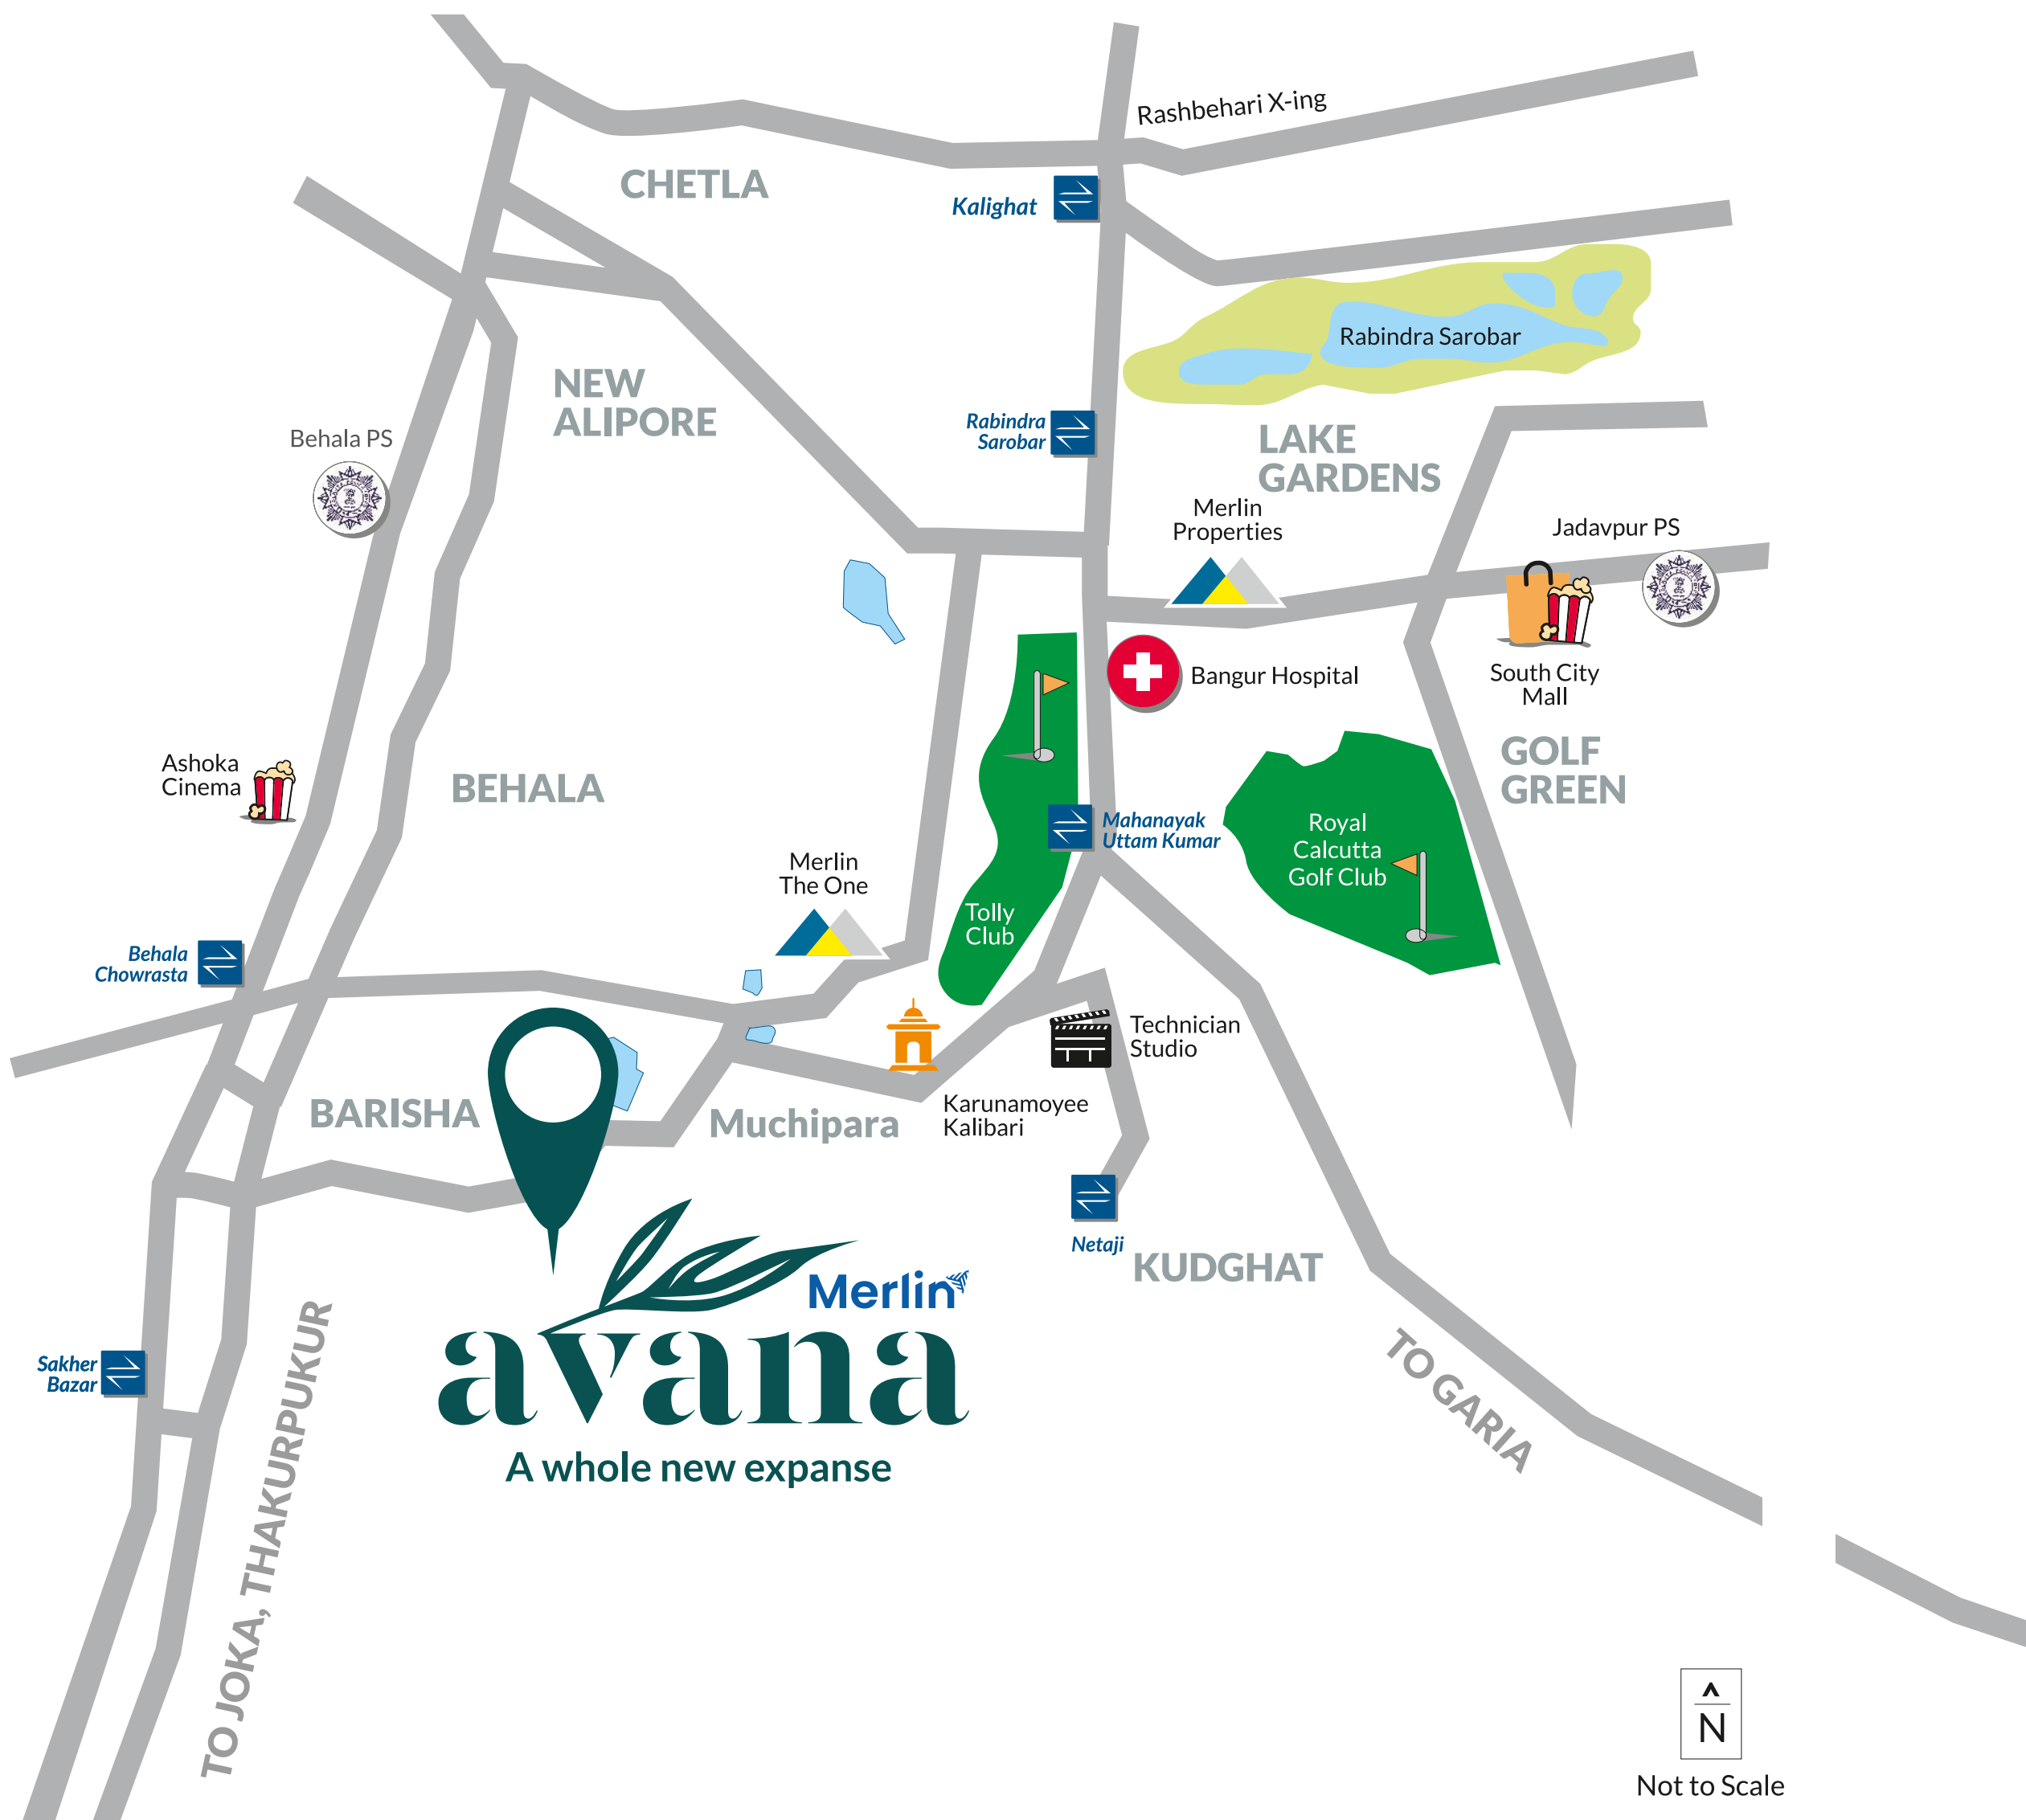 Rashbehari X-ing
CHETLA
Kalighat
Rabindra Sarobar
NEW
ALIPORE
Behala PS
Rabindra
Sarobar
LAKE
GARDENS
Merlin
Properties
Jadavpur PS
Bangur Hospital
South City
Mall
GOLF
GREEN
Ashoka
Cinema
BEHALA
Mahanayak
Uttam Kumar
Royal
Calcutta
Golf Club
Merlin
The One
Tolly
Club
Behala
Chowrasta
Technician
Studio
BARISHA
Muchipara
Karunamoyee
Kalibari
Netaji
KUDGHAT
Merlin
avana
A whole new expanse
Sakher
Bazar
TO JOKA, THAKURPUKUR
TO GARIA
N
Not to Scale